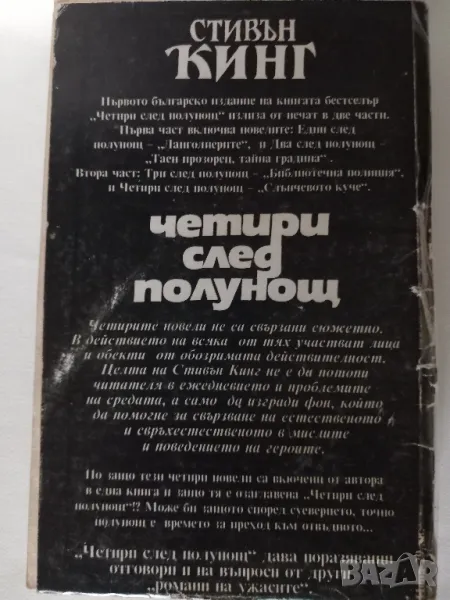 СТИВЪН
КИНГ
Първото българско издание на книгата бестселър
„Четири след полунощ“ излиза от печат в две части.
Първа част включва новелите: Един след
полунощ – „Лангольерите“, и Два след полунощ –
„Таен прозорец, тайна градина“.
Втора част: Три след полунощ – „Библиотечна полиция“,
и Четири след полунощ – „Слънчевото куче“.
четири
след
полунощ
Четирите новели не са свързани сюжетно.
В действието на всяка от тях участват лица
и обекти от обозримата действителност.
Целта на Стивън Кинг не е да потопи
читателя в ежедневието и проблемите
на средата, а само да изгради фон, който
да помогне за свързване на естественото
и свръхестественото в мислите
и поведението на героите.
Но защо тези четири новели са включени от автора
в една книга и защо тя е озаглавена „Четири след
полунощ“!? Може би защото според суеверието, точно
полунощ е времето за преход към отвъдното...
„Четири след полунощ“ дава поразяващи
отговори и на въпроси от други
„романи на ужасите“.
BAZAR